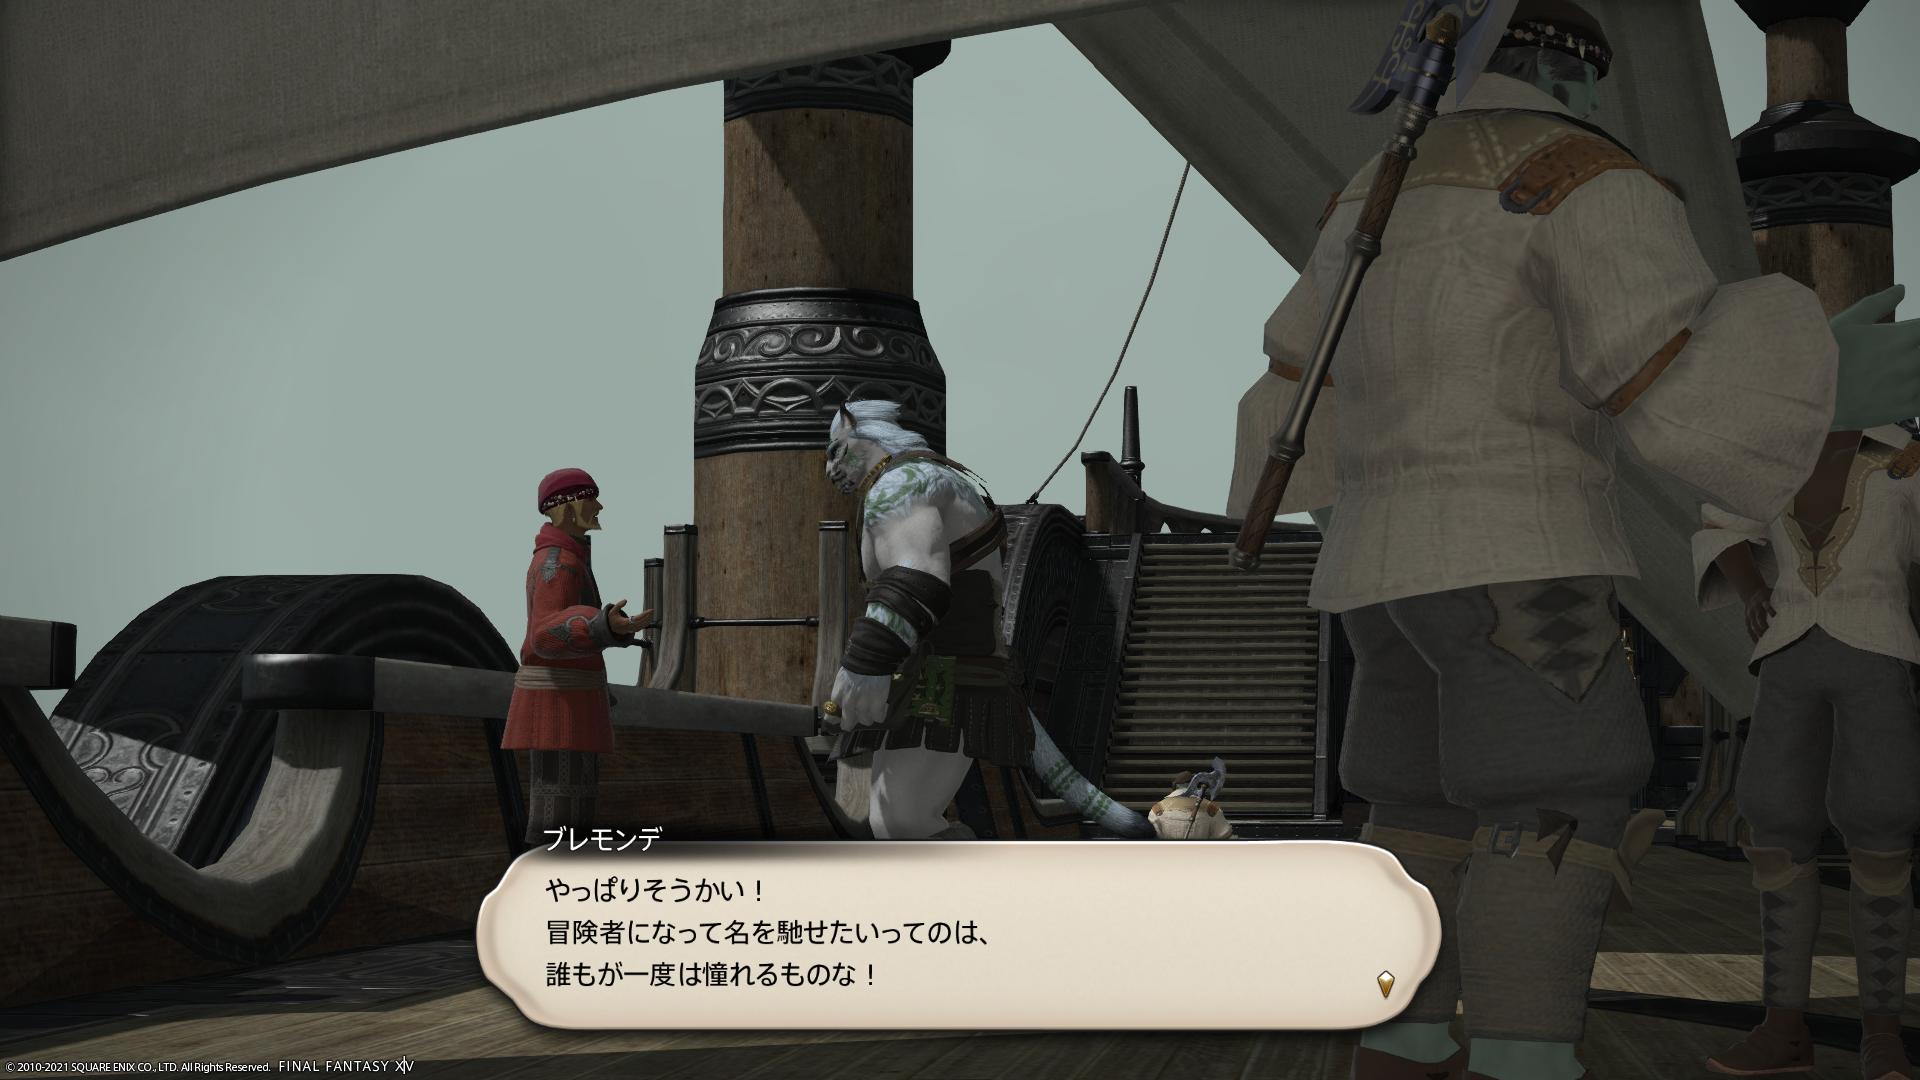 ブレモンデ
やっぱりそうかい！
冒険者になって名を馳せたいってのは、
誰もが一度は憧れるものな！
© 2010-2021 SQUARE ENIX CO., LTD. All Rights Reserved. FINAL FANTASY XIV